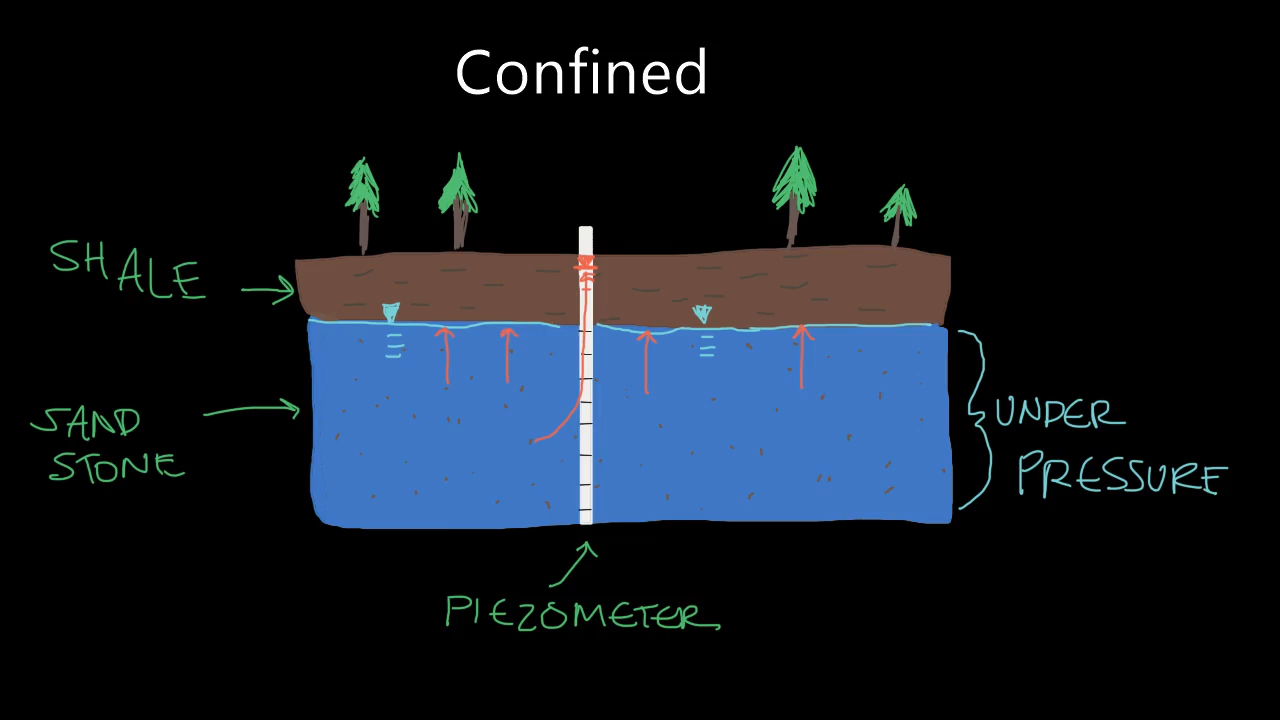 Confined
SHALE
SAND
STONE
UNDER
PRESSURE
PIEZOMETER